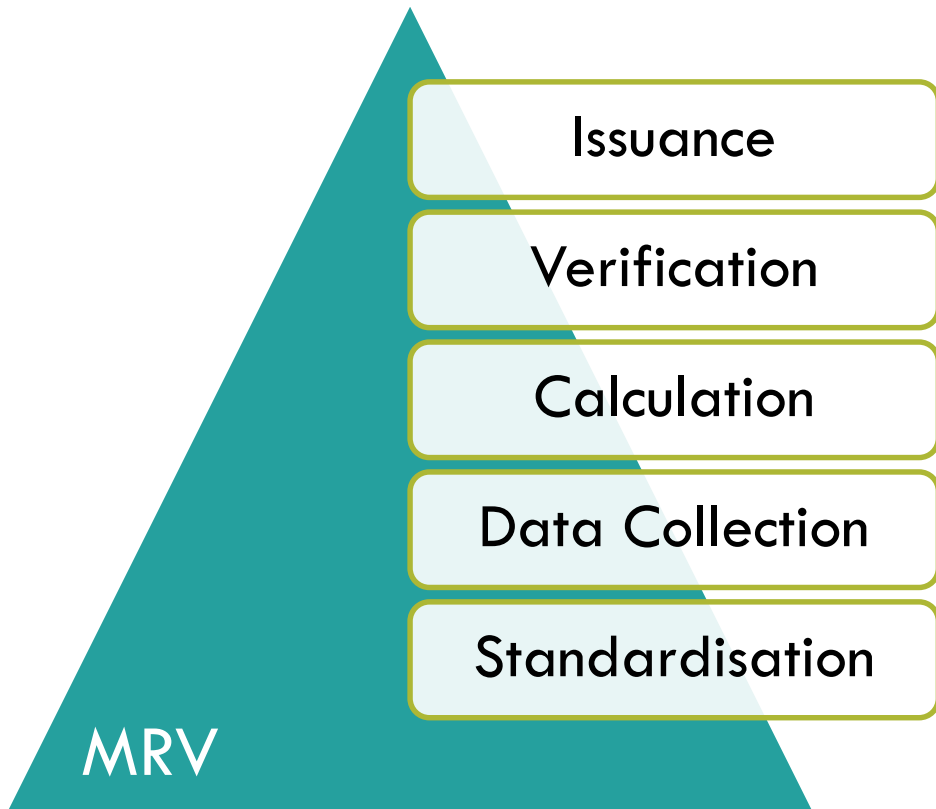 Issuance
Verification
Calculation
Data Collection
Standardisation
MRV